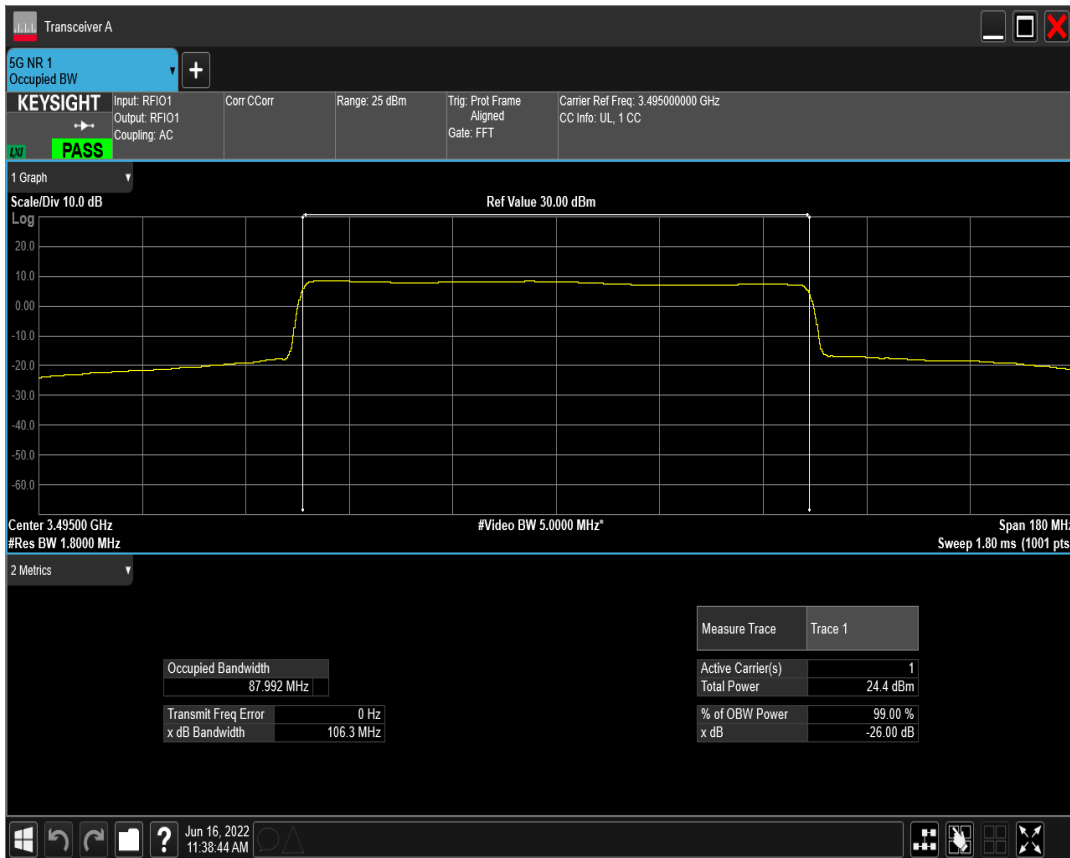 Transceiver A
5G NR 1
Occupied BW
+
KEYSIGHT
LXI
PASS
Input: RFIO1
Output: RFIO1
Coupling: AC
Corr CCorr
Range: 25 dBm
Trig: Prot Frame
Aligned
Gate: FFT
Carrier Ref Freq: 3.495000000 GHz
CC Info: UL, 1 CC
1 Graph
Scale/Div 10.0 dB
Ref Value 30.00 dBm
Log
20.0
10.0
0.00
-10.0
-20.0
-30.0
-40.0
-50.0
-60.0
Center 3.49500 GHz
#Video BW 5.0000 MHz*
Span 180 MHz
#Res BW 1.8000 MHz
Sweep 1.80 ms (1001 pts
2 Metrics
Measure Trace Trace 1
Occupied Bandwidth
87.992 MHz
Active Carrier(s) 1
Total Power 24.4 dBm
Transmit Freq Error 0 Hz
x dB Bandwidth 106.3 MHz
% of OBW Power 99.00 %
x dB -26.00 dB
?
Jun 16, 2022
11:38:44 AM